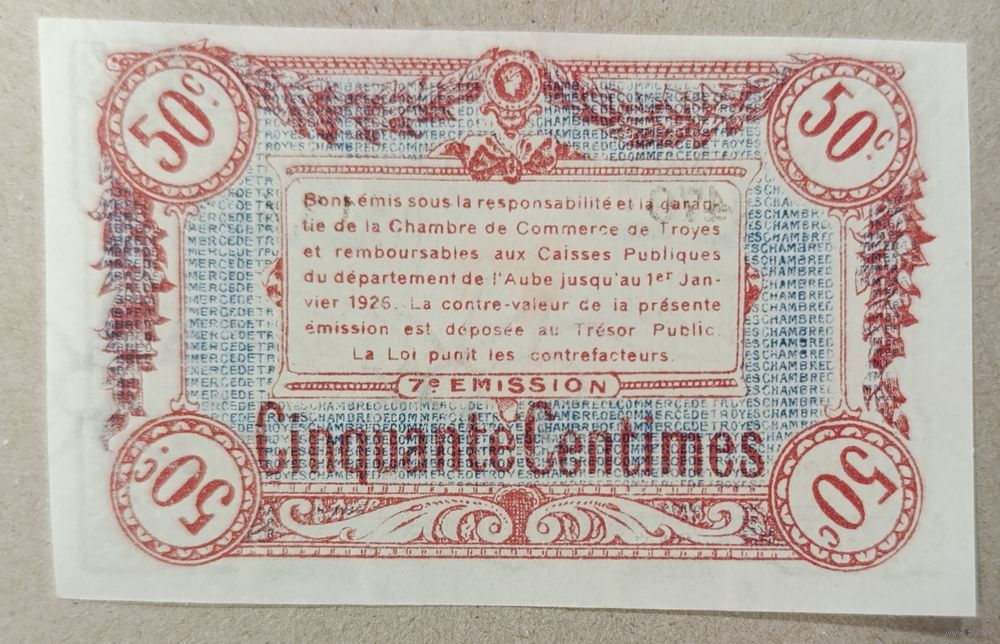 50c.
50c.
Bons émis sous la responsabilité et la garan-
tie de la Chambre de Commerce de Troyes
et remboursables aux Caisses Publiques
du département de l'Aube jusqu'au 1er Jan-
vier 1926. La contre-valeur de la présente
émission est déposée au Trésor Public.
La Loi punit les contrefacteurs.
7e EMISSION
Cinquante Centimes
50c.
50c